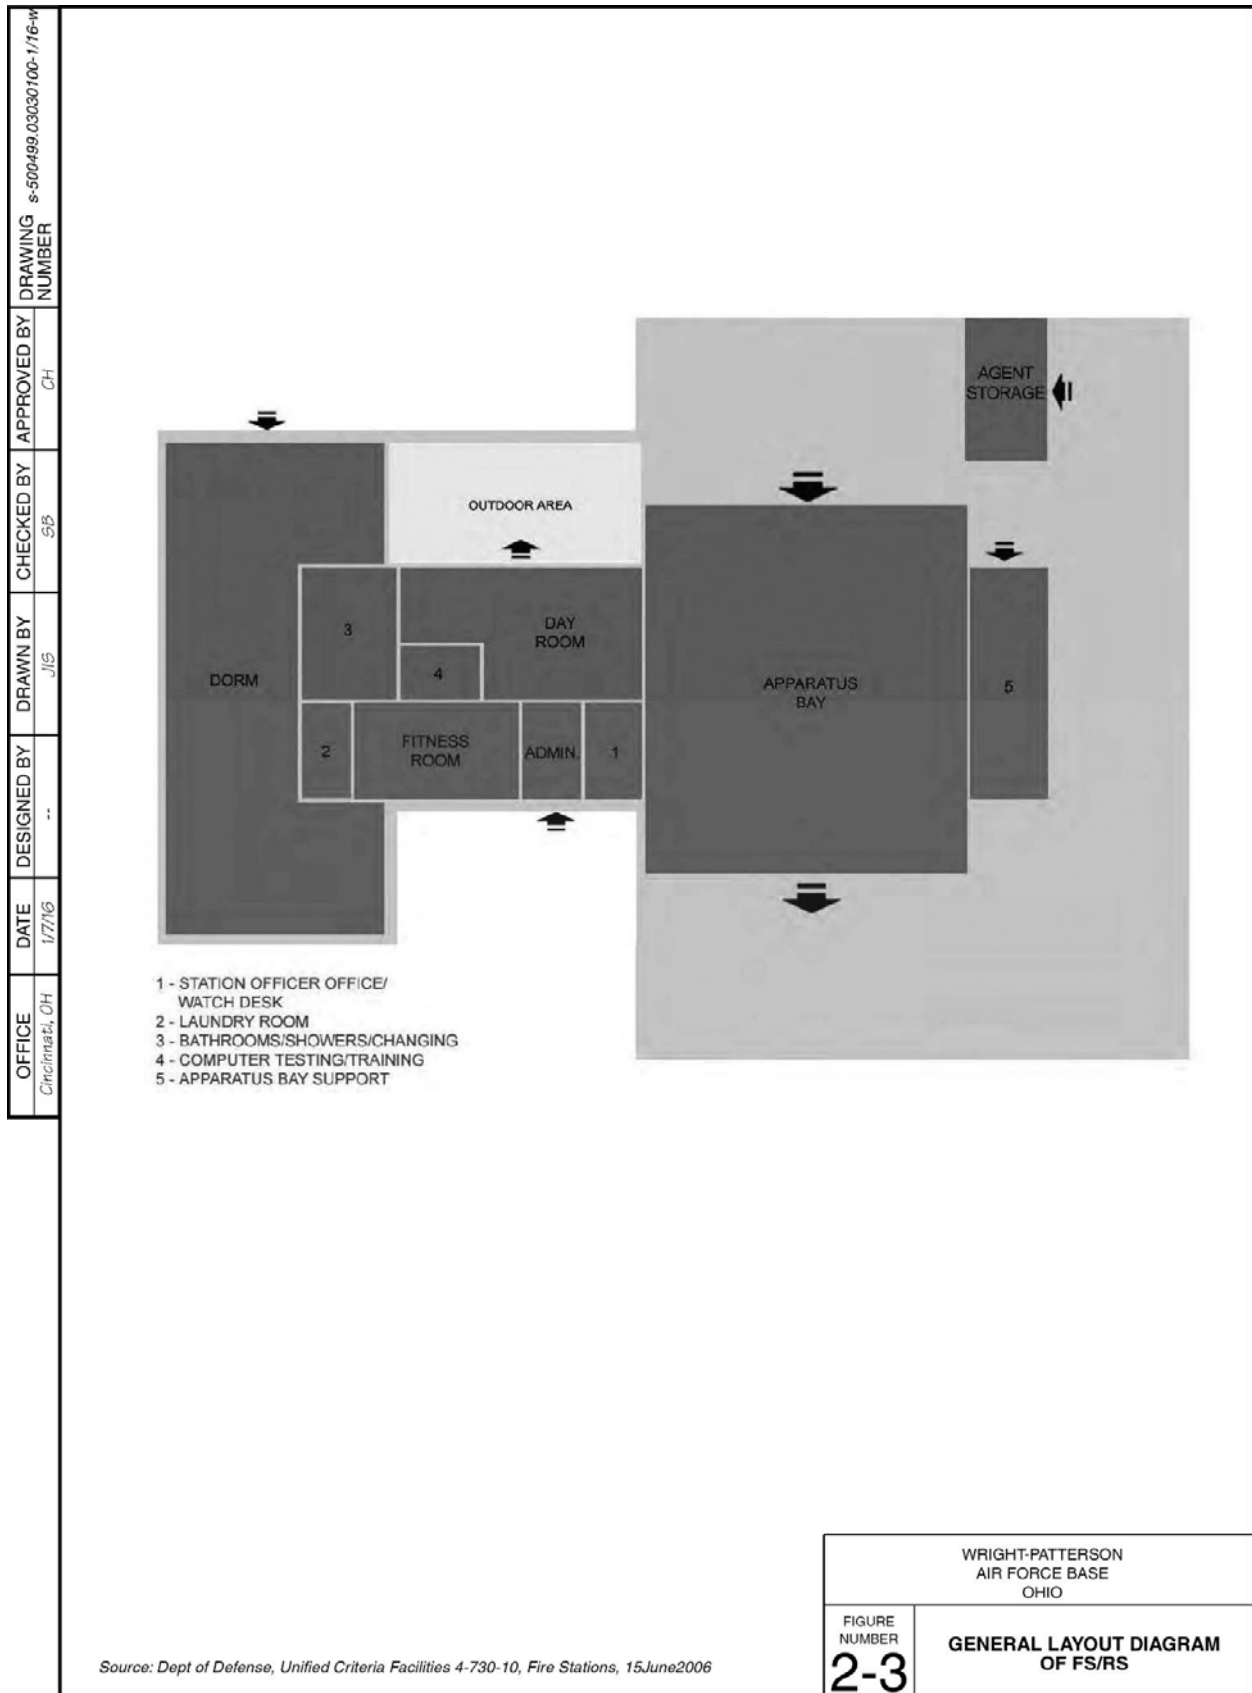 DRAWING NUMBER
s-500499.03030100-1/16-w
APPROVED BY
CH
CHECKED BY
SB
DRAWN BY
JIG
DESIGNED BY
--
DATE
1/7/16
OFFICE
Cincinnati, OH
AGENT
STORAGE
OUTDOOR AREA
3
DAY
ROOM
4
DORM
APPARATUS
BAY
5
2
FITNESS
ROOM
ADMIN.
1
1 - STATION OFFICER OFFICE/
WATCH DESK
2 - LAUNDRY ROOM
3 - BATHROOMS/SHOWERS/CHANGING
4 - COMPUTER TESTING/TRAINING
5 - APPARATUS BAY SUPPORT
WRIGHT-PATTERSON
AIR FORCE BASE
OHIO
FIGURE
NUMBER
2-3
GENERAL LAYOUT DIAGRAM
OF FS/RS
Source: Dept of Defense, Unified Criteria Facilities 4-730-10, Fire Stations, 15June2006